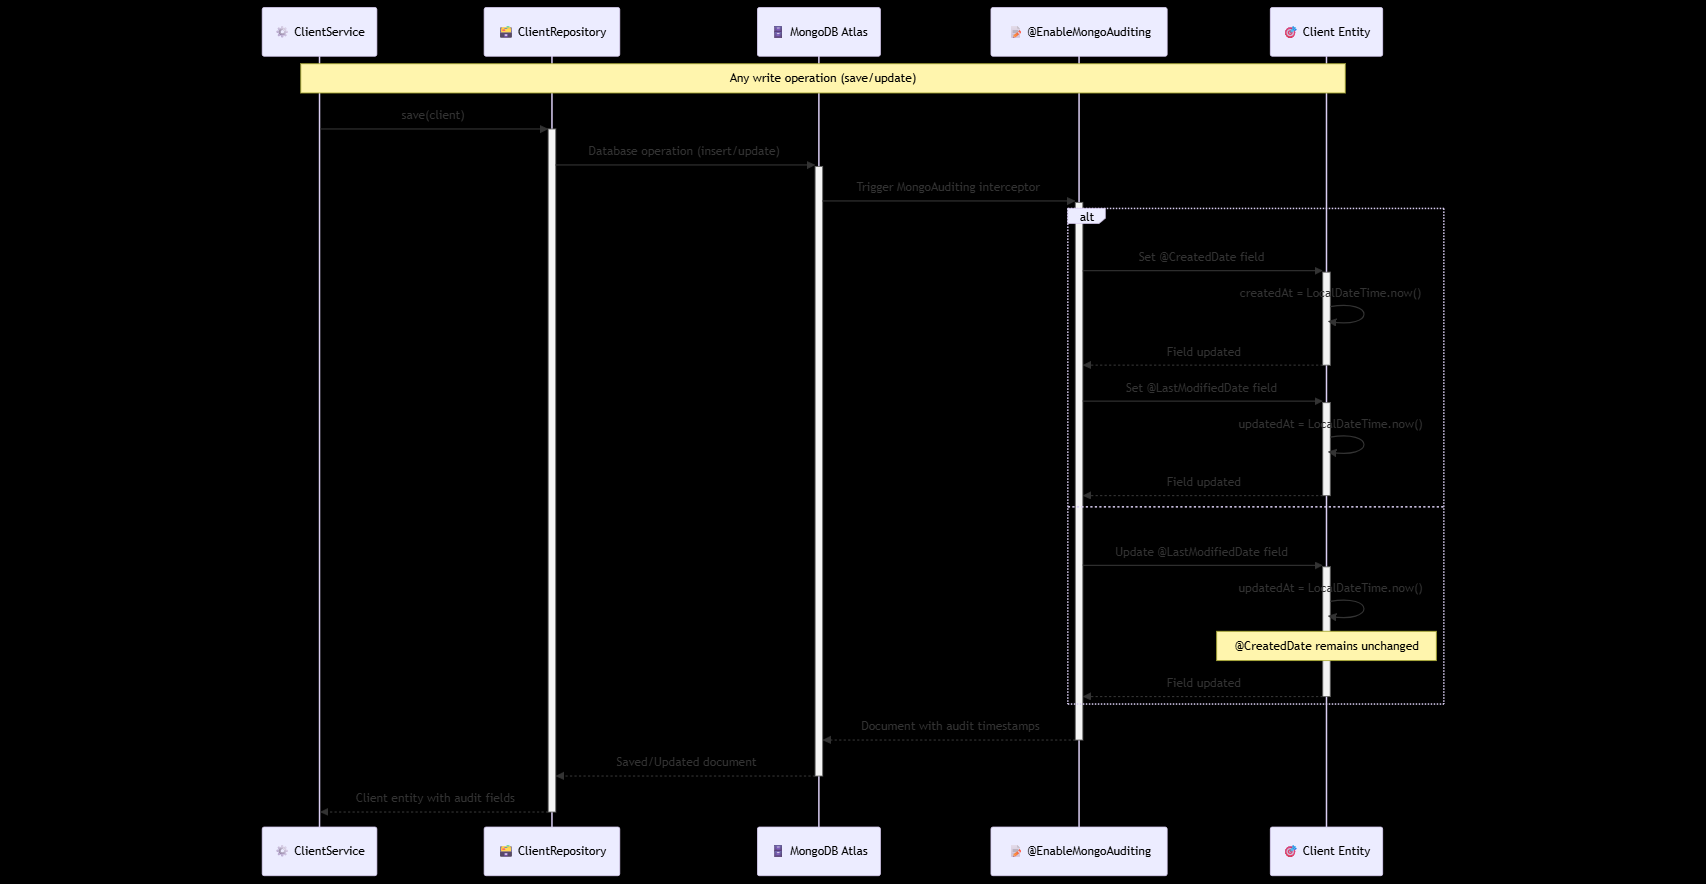 ClientService
ClientRepository
MongoDB Atlas
@EnableMongoAuditing
Client Entity
Any write operation (save/update)
save(client)
Database operation (insert/update)
Trigger MongoAuditing interceptor
alt
Set @CreatedDate field
createdAt = LocalDateTime.now()
Field updated
Set @LastModifiedDate field
updatedAt = LocalDateTime.now()
Field updated
Update @LastModifiedDate field
updatedAt = LocalDateTime.now()
@CreatedDate remains unchanged
Field updated
Document with audit timestamps
Saved/Updated document
Client entity with audit fields
ClientService
ClientRepository
MongoDB Atlas
@EnableMongoAuditing
Client Entity